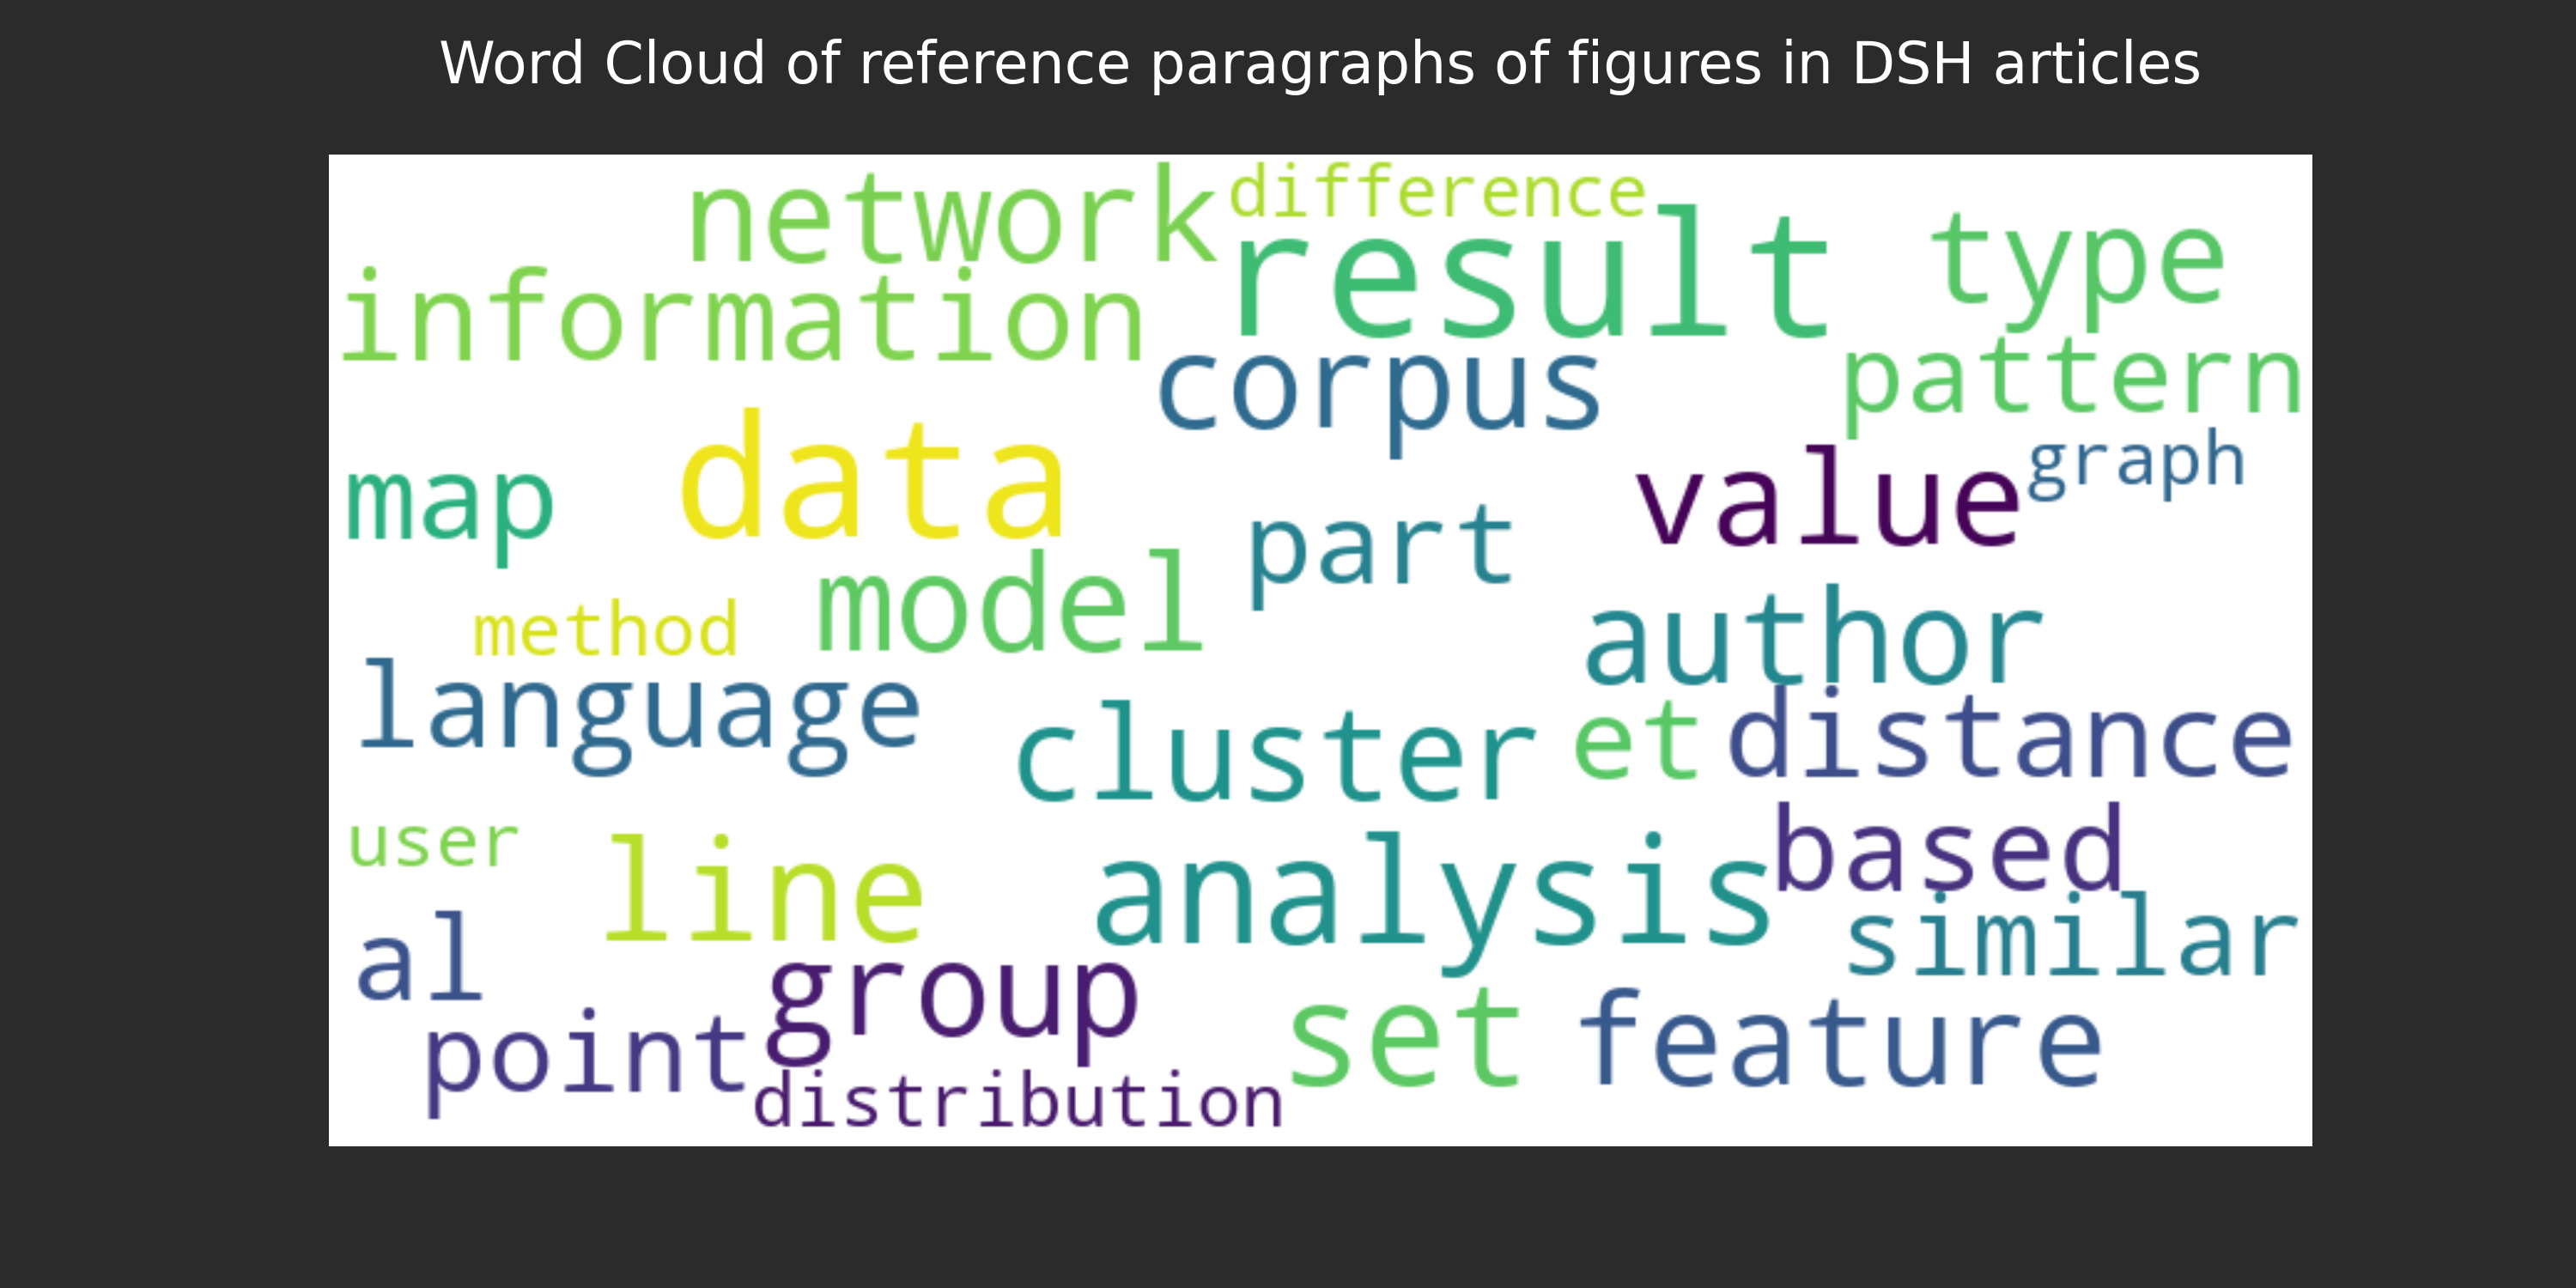 Word Cloud of reference paragraphs of figures in DSH articles
network difference
result type
information
corpus pattern
map data value graph
part
method model author
language cluster et distance
user line analysis based
al group similar
point set feature
distribution